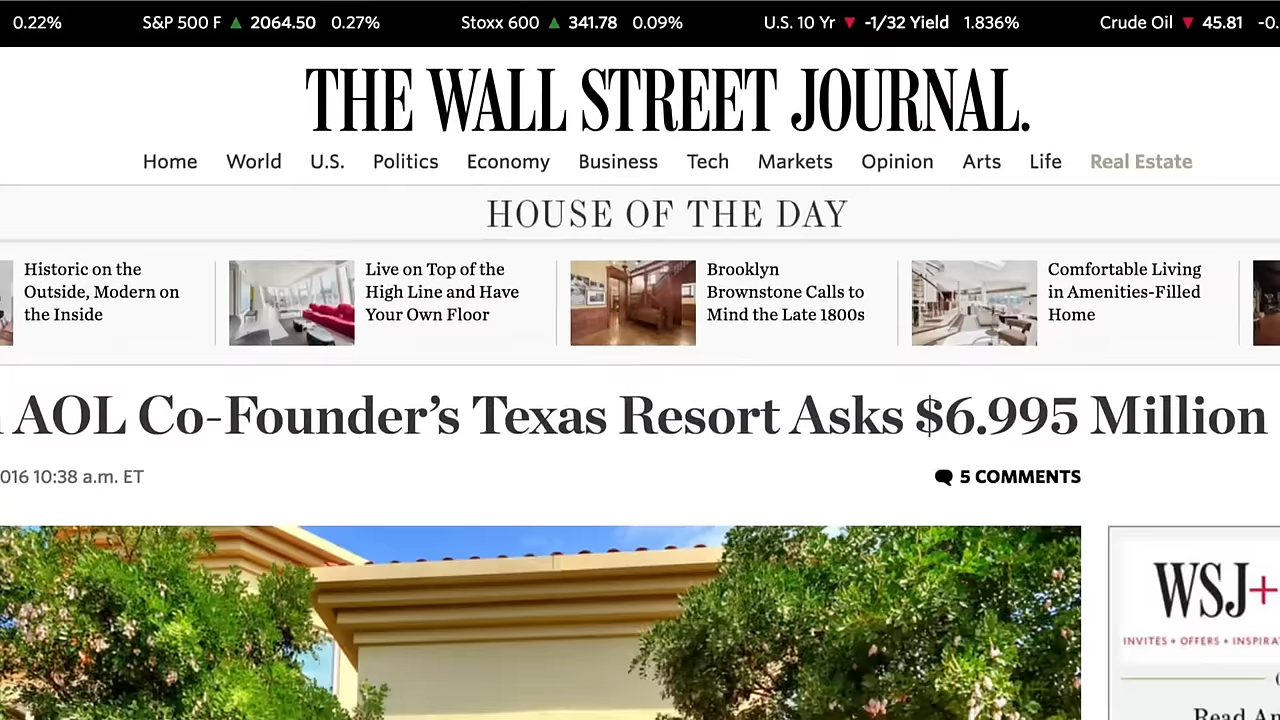 0.22% S&P 500 F ▲ 2064.50 0.27% Stoxx 600 ▲ 341.78 0.09% U.S. 10 Yr ▼ -1/32 Yield 1.836% Crude Oil ▼ 45.81 -0.
THE WALL STREET JOURNAL.
Home World U.S. Politics Economy Business Tech Markets Opinion Arts Life Real Estate
HOUSE OF THE DAY
Historic on the
Outside, Modern on
the Inside
Live on Top of the
High Line and Have
Your Own Floor
Brooklyn
Brownstone Calls to
Mind the Late 1800s
Comfortable Living
in Amenities-Filled
Home
AOL Co-Founder's Texas Resort Asks $6.995 Million
016 10:38 a.m. ET
5 COMMENTS
WSJ+
INVITES + OFFERS + INSPIRA
Read An